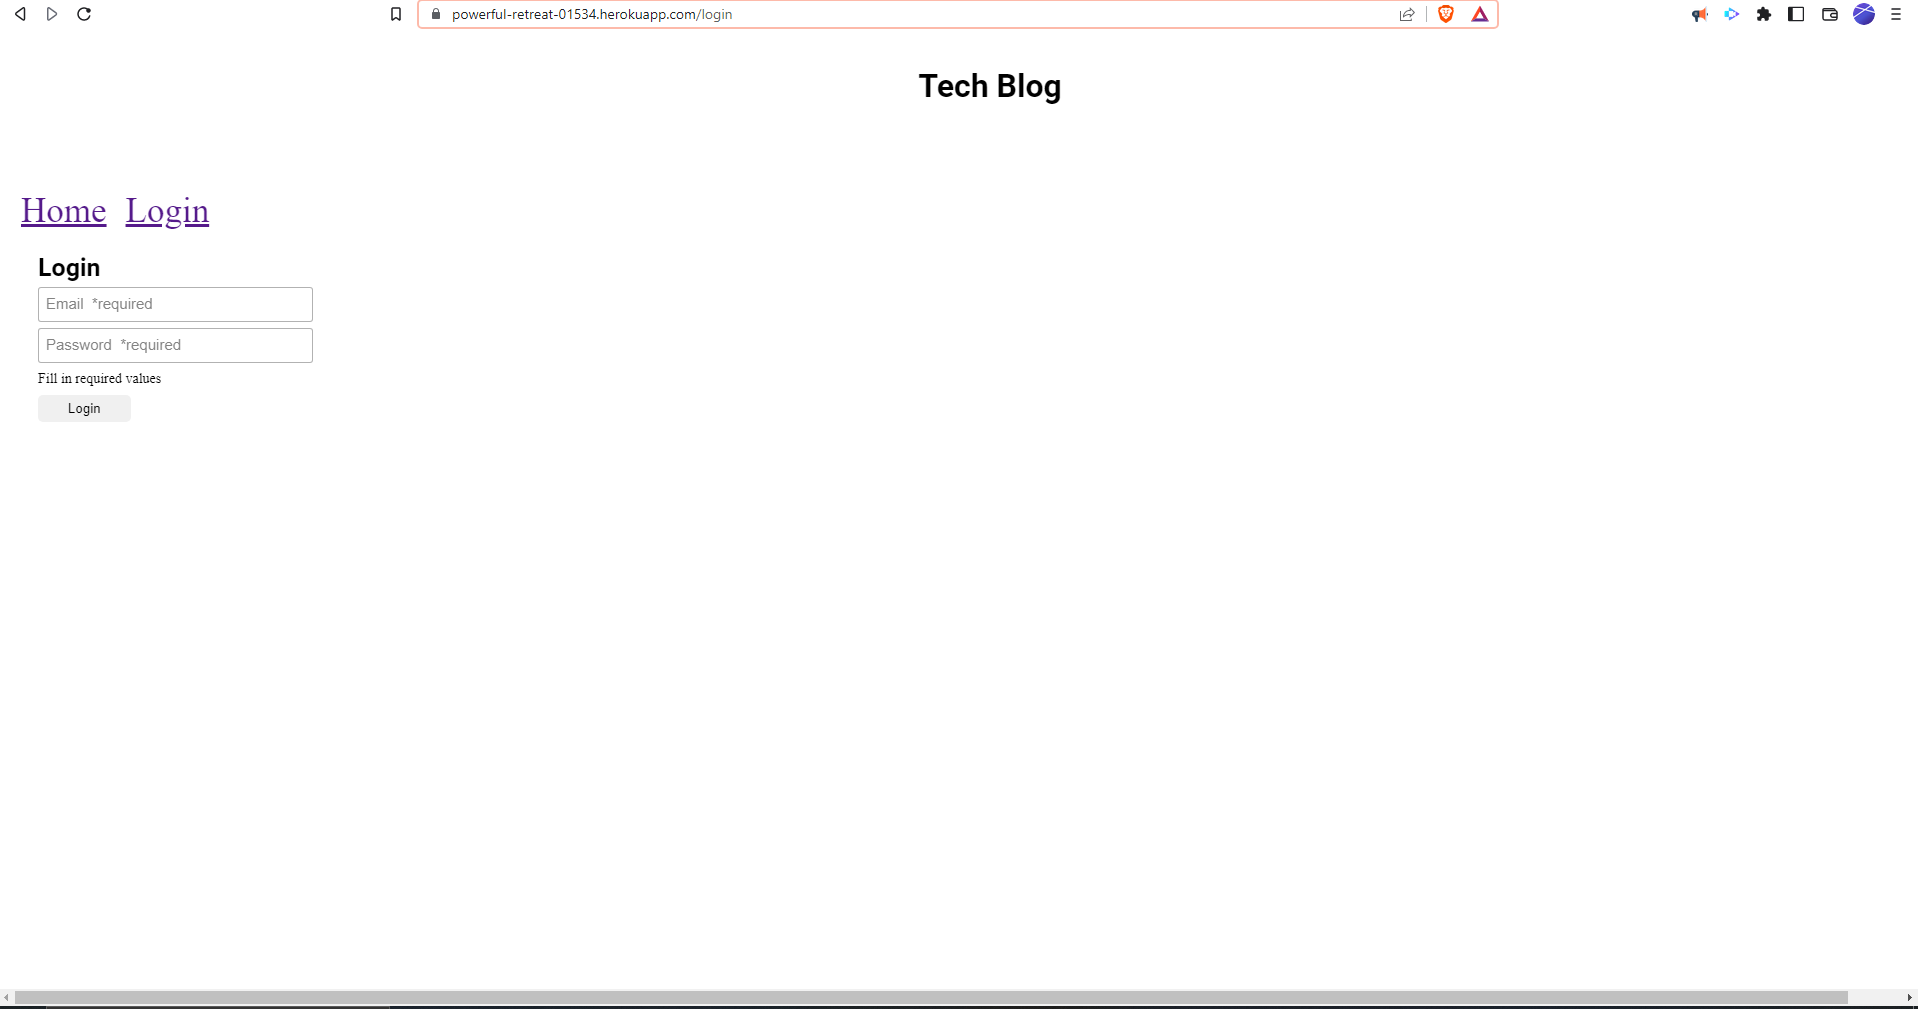 powerful-retreat-01534.herokuapp.com/login
Tech Blog
Home Login
Login
Email *required
Password *required
Fill in required values
Login